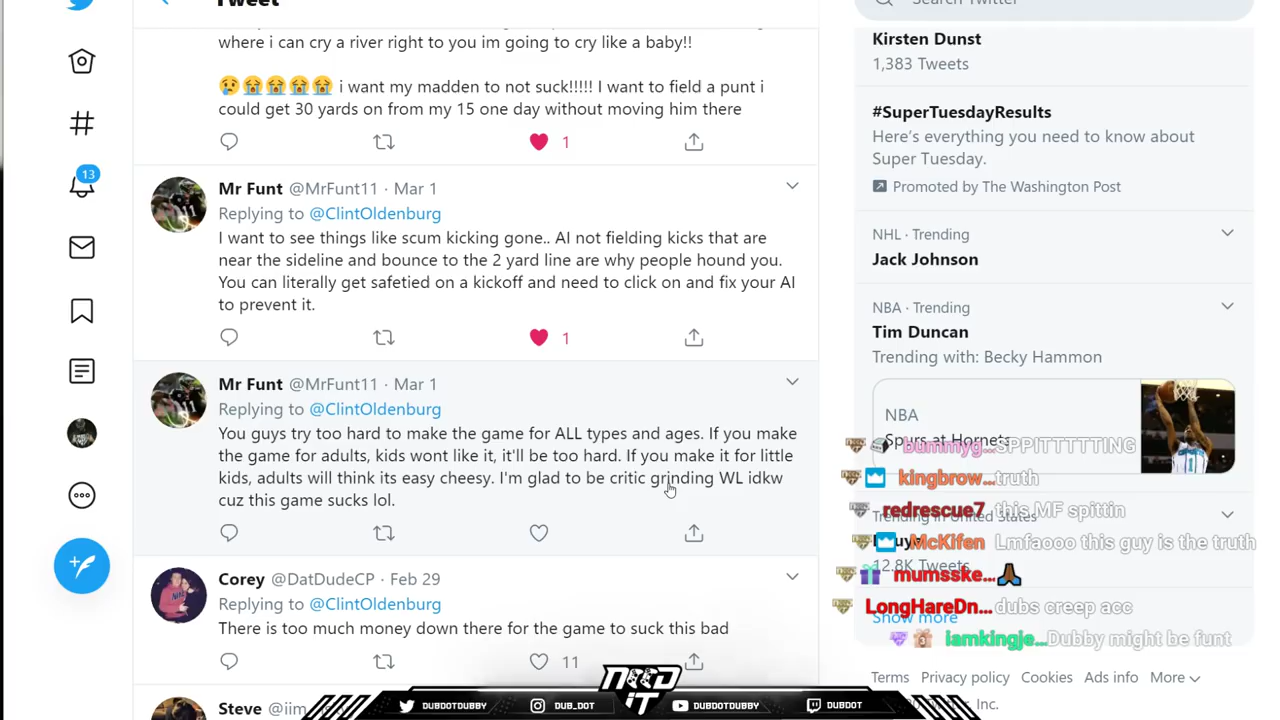 Tweet
Search Twitter
where i can cry a river right to you im going to cry like a baby!!
😢😭😭😭😭 i want my madden to not suck!!!!! I want to field a punt i
could get 30 yards on from my 15 one day without moving him there
1
Mr Funt @MrFunt11 · Mar 1
Replying to @ClintOldenburg
I want to see things like scum kicking gone.. AI not fielding kicks that are
near the sideline and bounce to the 2 yard line are why people hound you.
You can literally get safetied on a kickoff and need to click on and fix your AI
to prevent it.
1
Mr Funt @MrFunt11 · Mar 1
Replying to @ClintOldenburg
You guys try too hard to make the game for ALL types and ages. If you make
the game for adults, kids wont like it, it'll be too hard. If you make it for little
kids, adults will think its easy cheesy. I'm glad to be critic grinding WL idkw
cuz this game sucks lol.
Corey @DatDudeCP · Feb 29
Replying to @ClintOldenburg
There is too much money down there for the game to suck this bad
11
Steve @iim
13
Kirsten Dunst
1,383 Tweets
#SuperTuesdayResults
Here's everything you need to know about
Super Tuesday.
Promoted by The Washington Post
NHL · Trending
Jack Johnson
NBA · Trending
Tim Duncan
Trending with: Becky Hammon
NBA
Spurs at Hornets
Trending in United States
12.8K Tweets
Show more
Terms Privacy policy Cookies Ads info More
Inc.
bummyg...SPPITTTTTING
kingbrow...truth
redrescue7 this MF spittin
McKifen Lmfaooo this guy is the truth
mumsske...🙏🏾
LongHareDn...dubs creep acc
iamkingje...Dubby might be funt
NERD
IT
DUBDOTDUBBY
DUB_DOT
DUBDOTDUBBY
DUBDOT